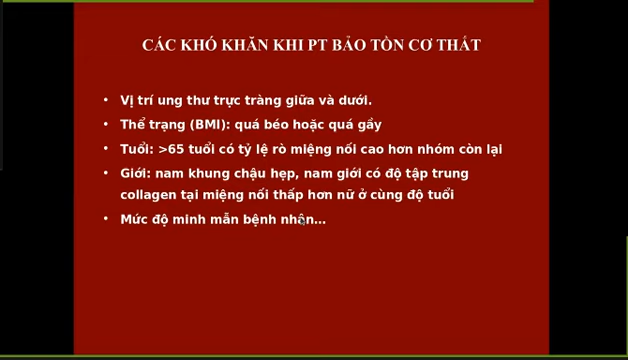 CÁC KHÓ KHĂN KHI PT BẢO TỒN CƠ THẮT
• Vị trí ung thư trực tràng giữa và dưới.
• Thể trạng (BMI): quá béo hoặc quá gầy
• Tuổi: >65 tuổi có tỷ lệ rò miệng nối cao hơn nhóm còn lại
• Giới: nam khung chậu hẹp, nam giới có độ tập trung
collagen tại miệng nối thấp hơn nữ ở cùng độ tuổi
• Mức độ minh mẫn bệnh nhân...